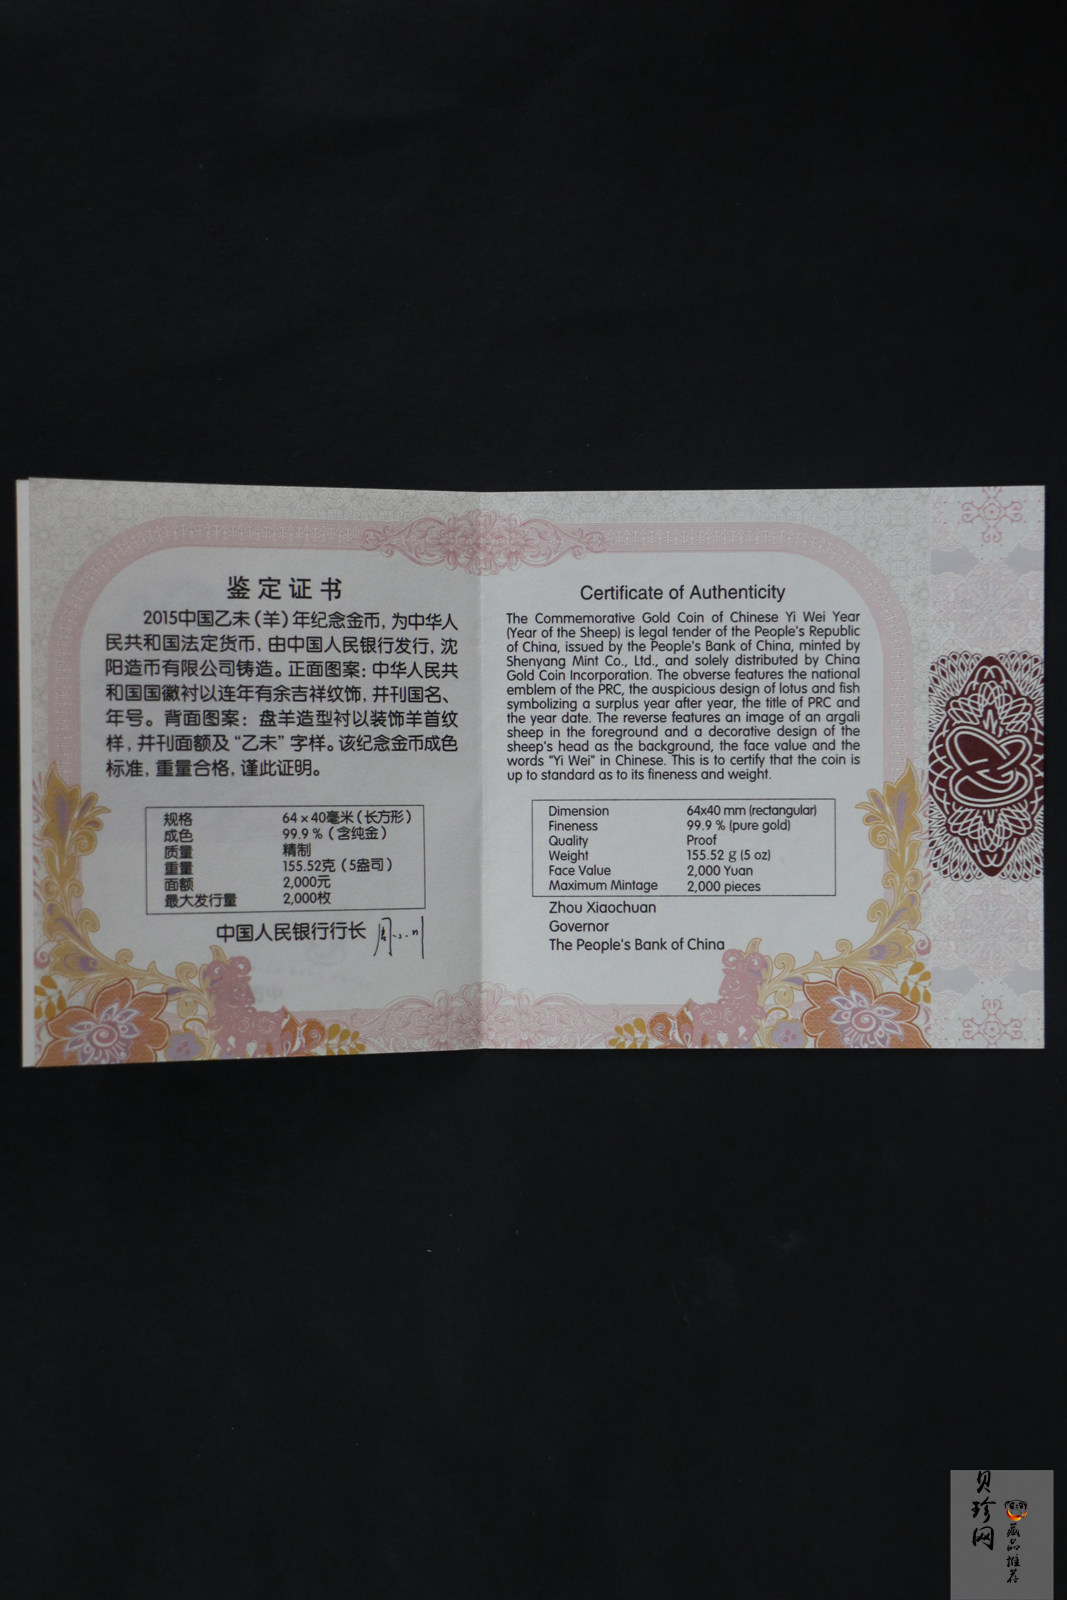 鉴定证书
2015中国乙未（羊）年纪念金币，为中华人
民共和国法定货币，由中国人民银行发行，沈
阳造币有限公司铸造。正面图案：中华人民共
和国国徽衬以连年有余吉祥纹饰，并刊国名、
年号。背面图案：盘羊造型衬以装饰羊首纹
样，并刊面额及“乙未”字样。该纪念金币成色
标准，重量合格，谨此证明。
规格 64×40毫米（长方形）
成色 99.9％（含纯金）
质量 精制
重量 155.52克（5盎司）
面额 2,000元
最大发行量 2,000枚
中国人民银行行长
Certificate of Authenticity
The Commemorative Gold Coin of Chinese Yi Wei Year
(Year of the Sheep) is legal tender of the People's Republic
of China, issued by the People's Bank of China, minted by
Shenyang Mint Co., Ltd., and solely distributed by China
Gold Coin Incorporation. The obverse features the national
emblem of the PRC, the auspicious design of lotus and fish
symbolizing a surplus year after year, the title of PRC and
the year date. The reverse features an image of an argali
sheep in the foreground and a decorative design of the
sheep's head as the background, the face value and the
words "Yi Wei" in Chinese. This is to certify that the coin is
up to standard as to its fineness and weight.
Dimension 64x40 mm (rectangular)
Fineness 99.9 % (pure gold)
Quality Proof
Weight 155.52 g (5 oz)
Face Value 2,000 Yuan
Maximum Mintage 2,000 pieces
Zhou Xiaochuan
Governor
The People's Bank of China
贝珍网
藏品推荐